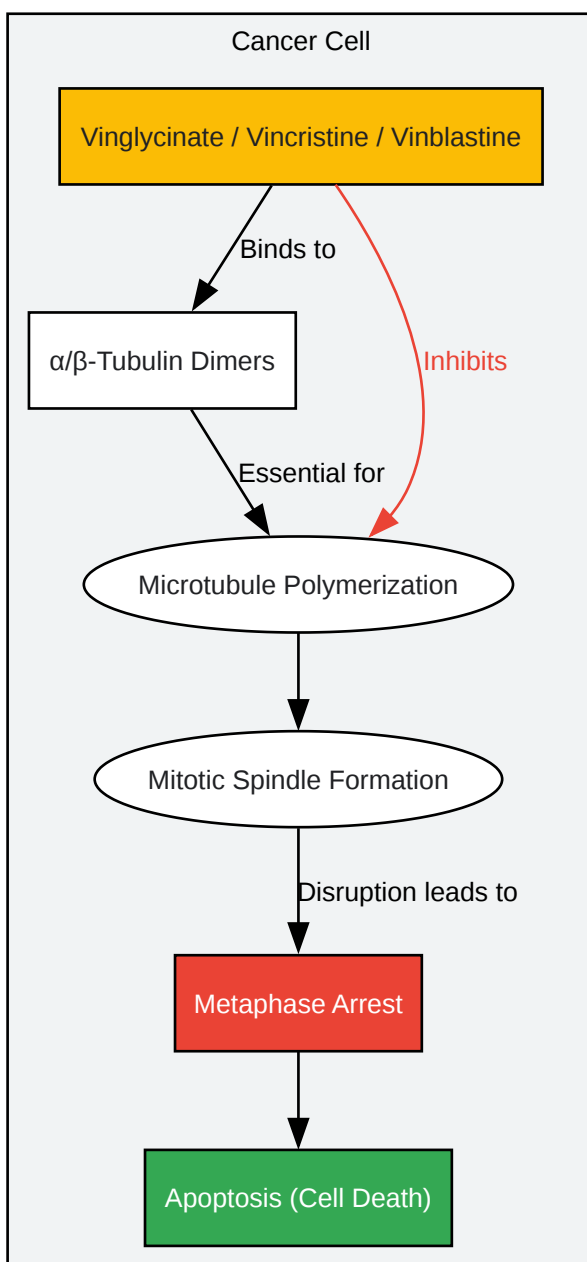 Cancer Cell
Vinglycinate / Vincristine / Vinblastine
Binds to
α/β-Tubulin Dimers
Inhibits
Essential for
Microtubule Polymerization
Mitotic Spindle Formation
Disruption leads to
Metaphase Arrest
Apoptosis (Cell Death)